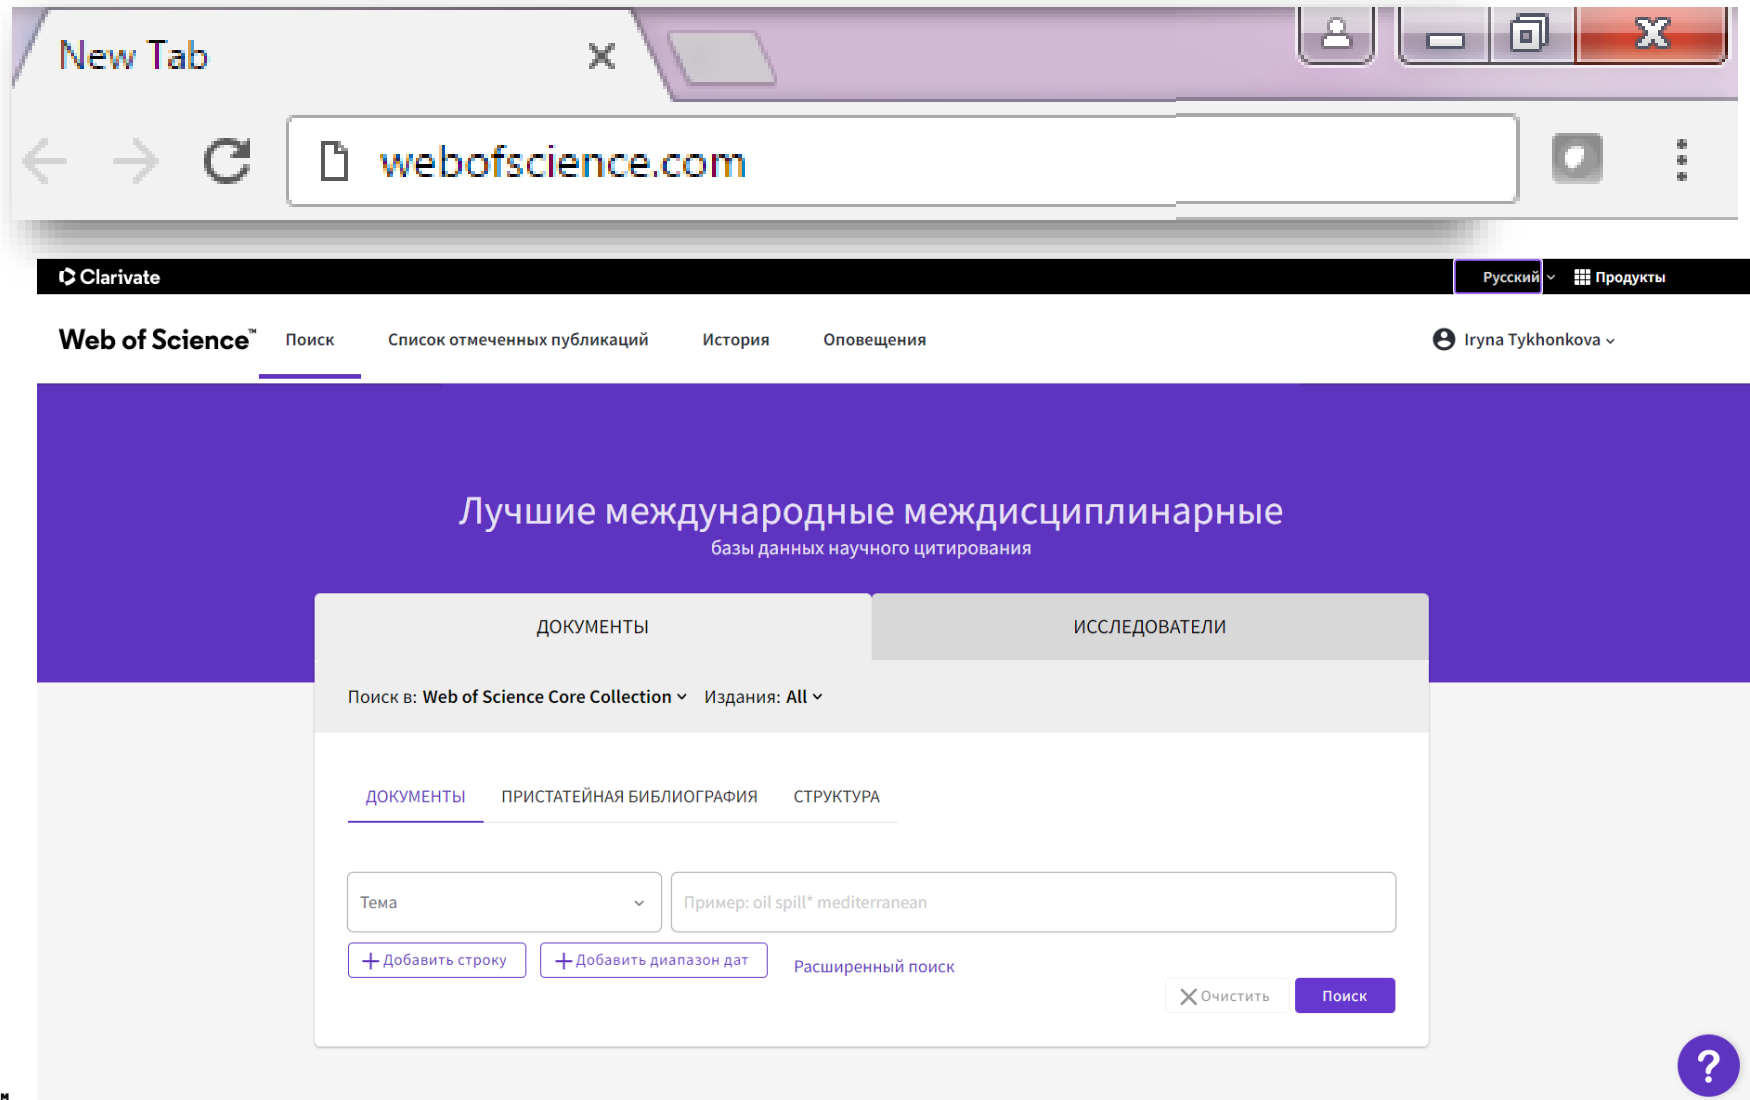 New Tab
webofscience.com
Clarivate
Русский
Продукты
Web of Science™
Поиск
Список отмеченных публикаций
История
Оповещения
Iryna Tykhonkova
Лучшие международные междисциплинарные
базы данных научного цитирования
ДОКУМЕНТЫ
ИССЛЕДОВАТЕЛИ
Поиск в: Web of Science Core Collection
Издания: All
ДОКУМЕНТЫ
ПРИСТАТЕЙНАЯ БИБЛИОГРАФИЯ
СТРУКТУРА
Тема
Пример: oil spill* mediterranean
+ Добавить строку
+ Добавить диапазон дат
Расширенный поиск
Очистить
Поиск
?